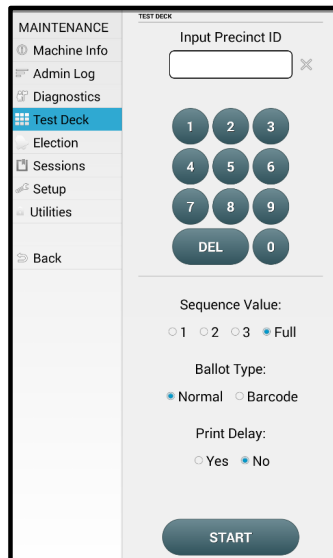 TEST DECK
MAINTENANCE
Machine Info
Admin Log
Diagnostics
Test Deck
Election
Sessions
Setup
Utilities
Back
Input Precinct ID
1 2 3
4 5 6
7 8 9
DEL 0
Sequence Value:
1 2 3 Full
Ballot Type:
Normal Barcode
Print Delay:
Yes No
START